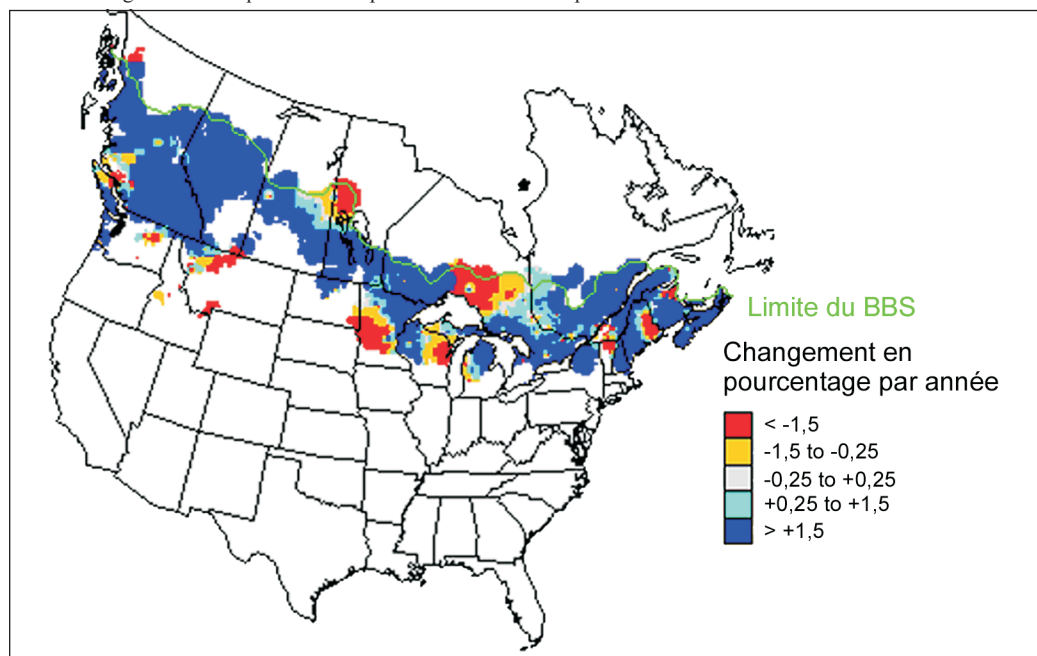 Limite du BBS
Changement en
pourcentage par année
< -1,5
-1,5 to -0,25
-0,25 to +0,25
+0,25 to +1,5
> +1,5